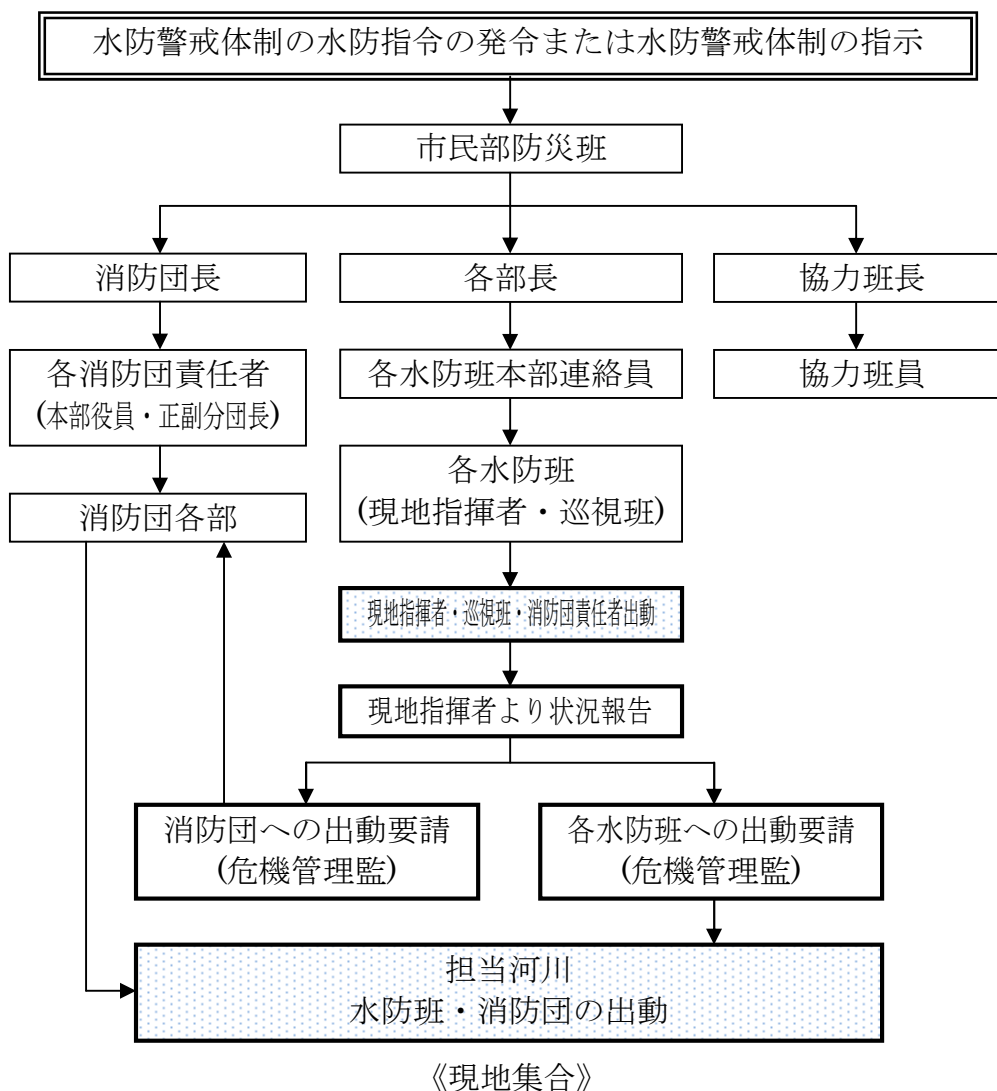 水防警戒体制の水防指令の発令または水防警戒体制の指示
市民部防災班
消防団長
各部長
協力班長
各消防団責任者
(本部役員・正副分団長)
各水防班本部連絡員
協力班員
消防団各部
各水防班
(現地指揮者・巡視班)
現地指揮者・巡視班・消防団責任者出動
現地指揮者より状況報告
消防団への出動要請
(危機管理監)
各水防班への出動要請
(危機管理監)
担当河川
水防班・消防団の出動
《現地集合》